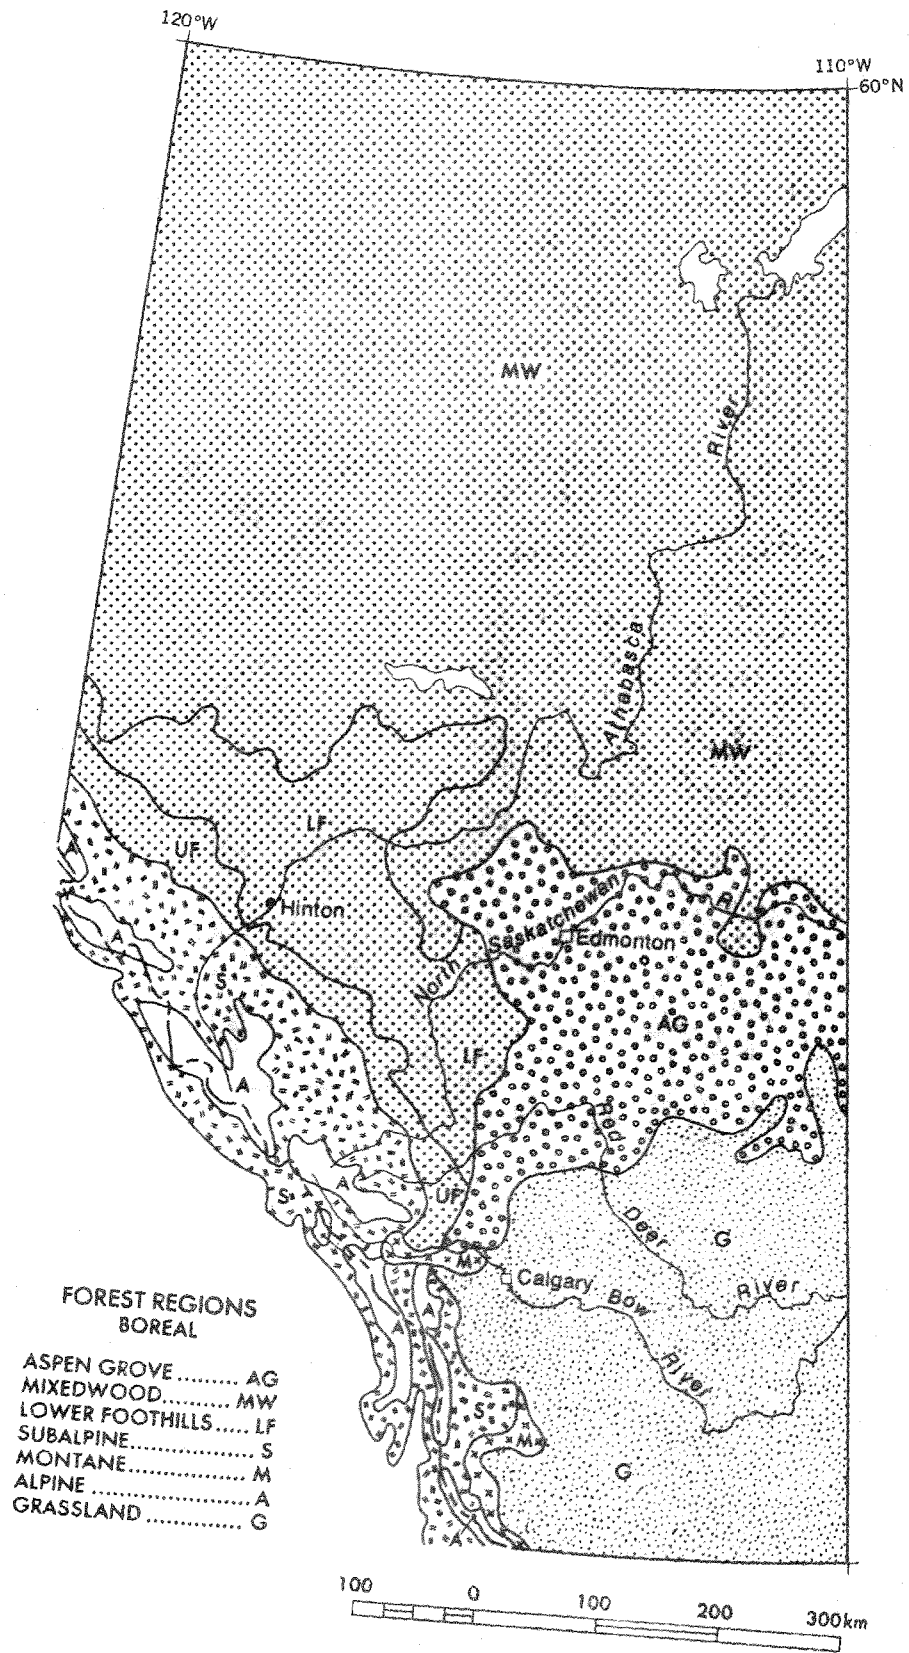 120°W
110°W
60°N
MW
River
Athabasca
MW
LF
UF
A
Hinton
Saskatchewan
R.
A
Edmonton
North
S
AG
LF
A
Red
A
UF
S
Deer
G
M
Calgary
Bow
River
A
A
River
S
M
G
A
FOREST REGIONS
BOREAL
ASPEN GROVE......... AG
MIXEDWOOD.......... MW
LOWER FOOTHILLS..... LF
SUBALPINE................ S
MONTANE................. M
ALPINE ...................... A
GRASSLAND .............. G
100 0 100 200 300km